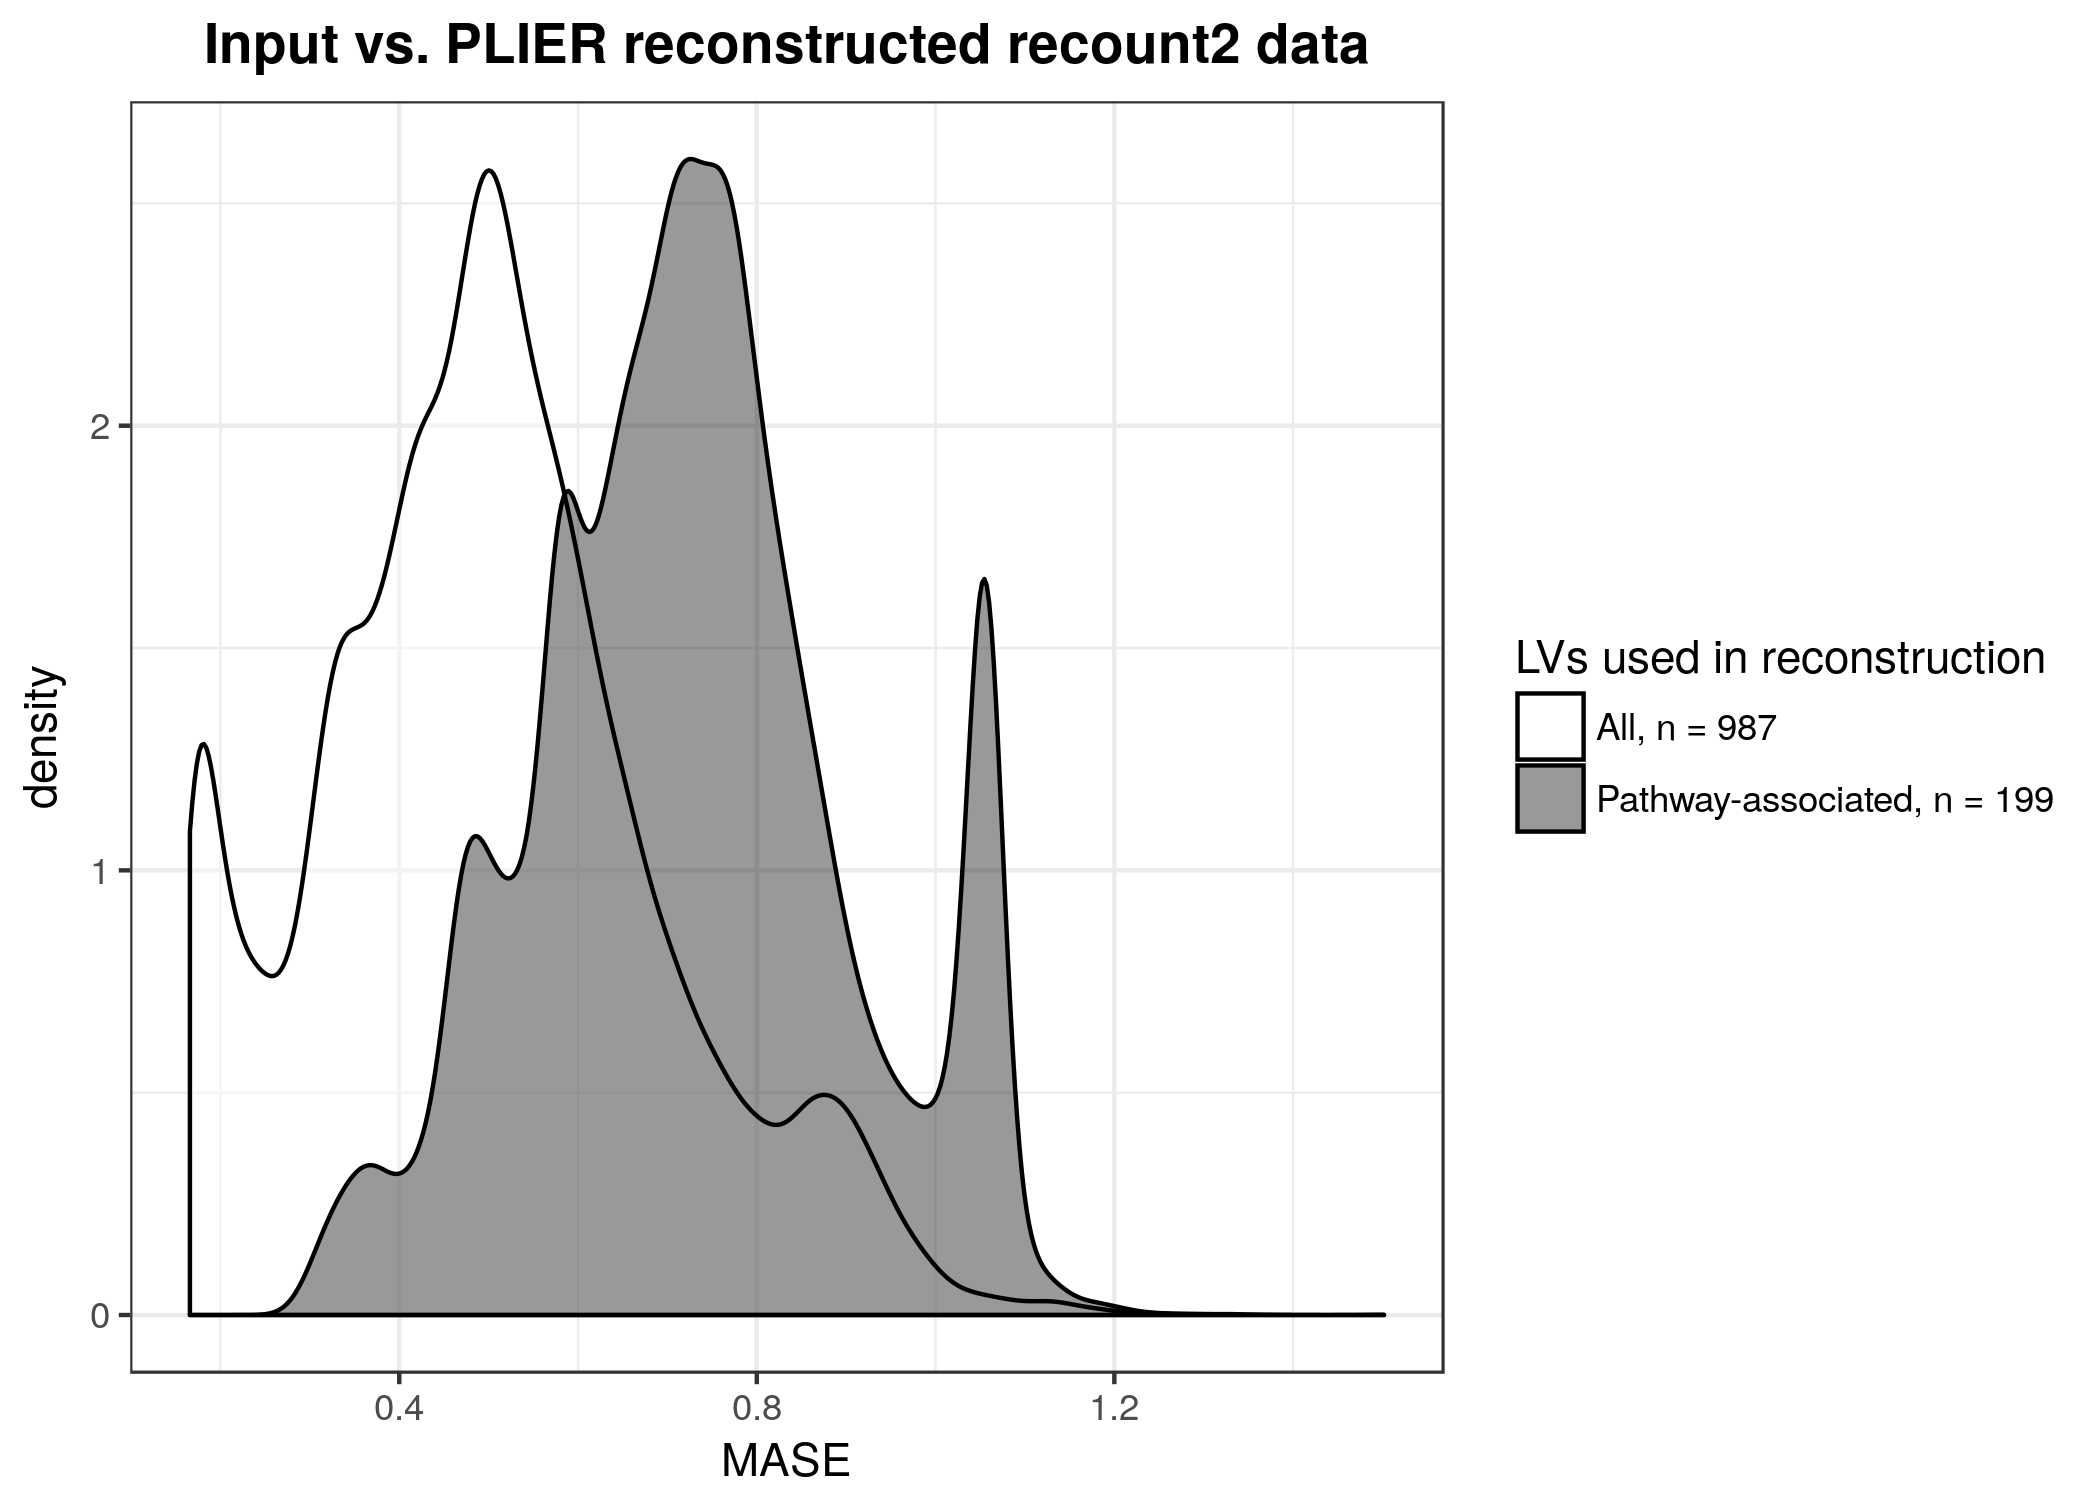 Input vs. PLIER reconstructed recount2 data
density
2
1
0
0.4 0.8 1.2
MASE
LVs used in reconstruction
All, n = 987
Pathway-associated, n = 199